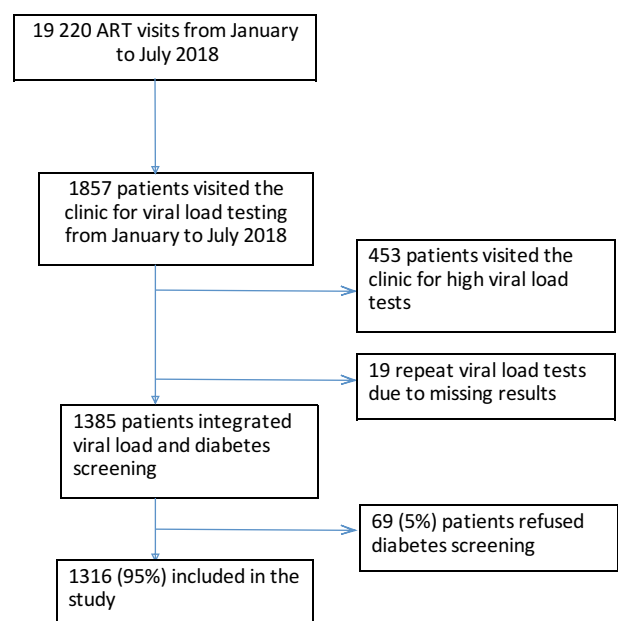 19 220 ART visits from January
to July 2018
1857 patients visited the
clinic for viral load testing
from January to July 2018
453 patients visited the
clinic for high viral load
tests
19 repeat viral load tests
due to missing results
1385 patients integrated
viral load and diabetes
screening
69 (5%) patients refused
diabetes screening
1316 (95%) included in the
study